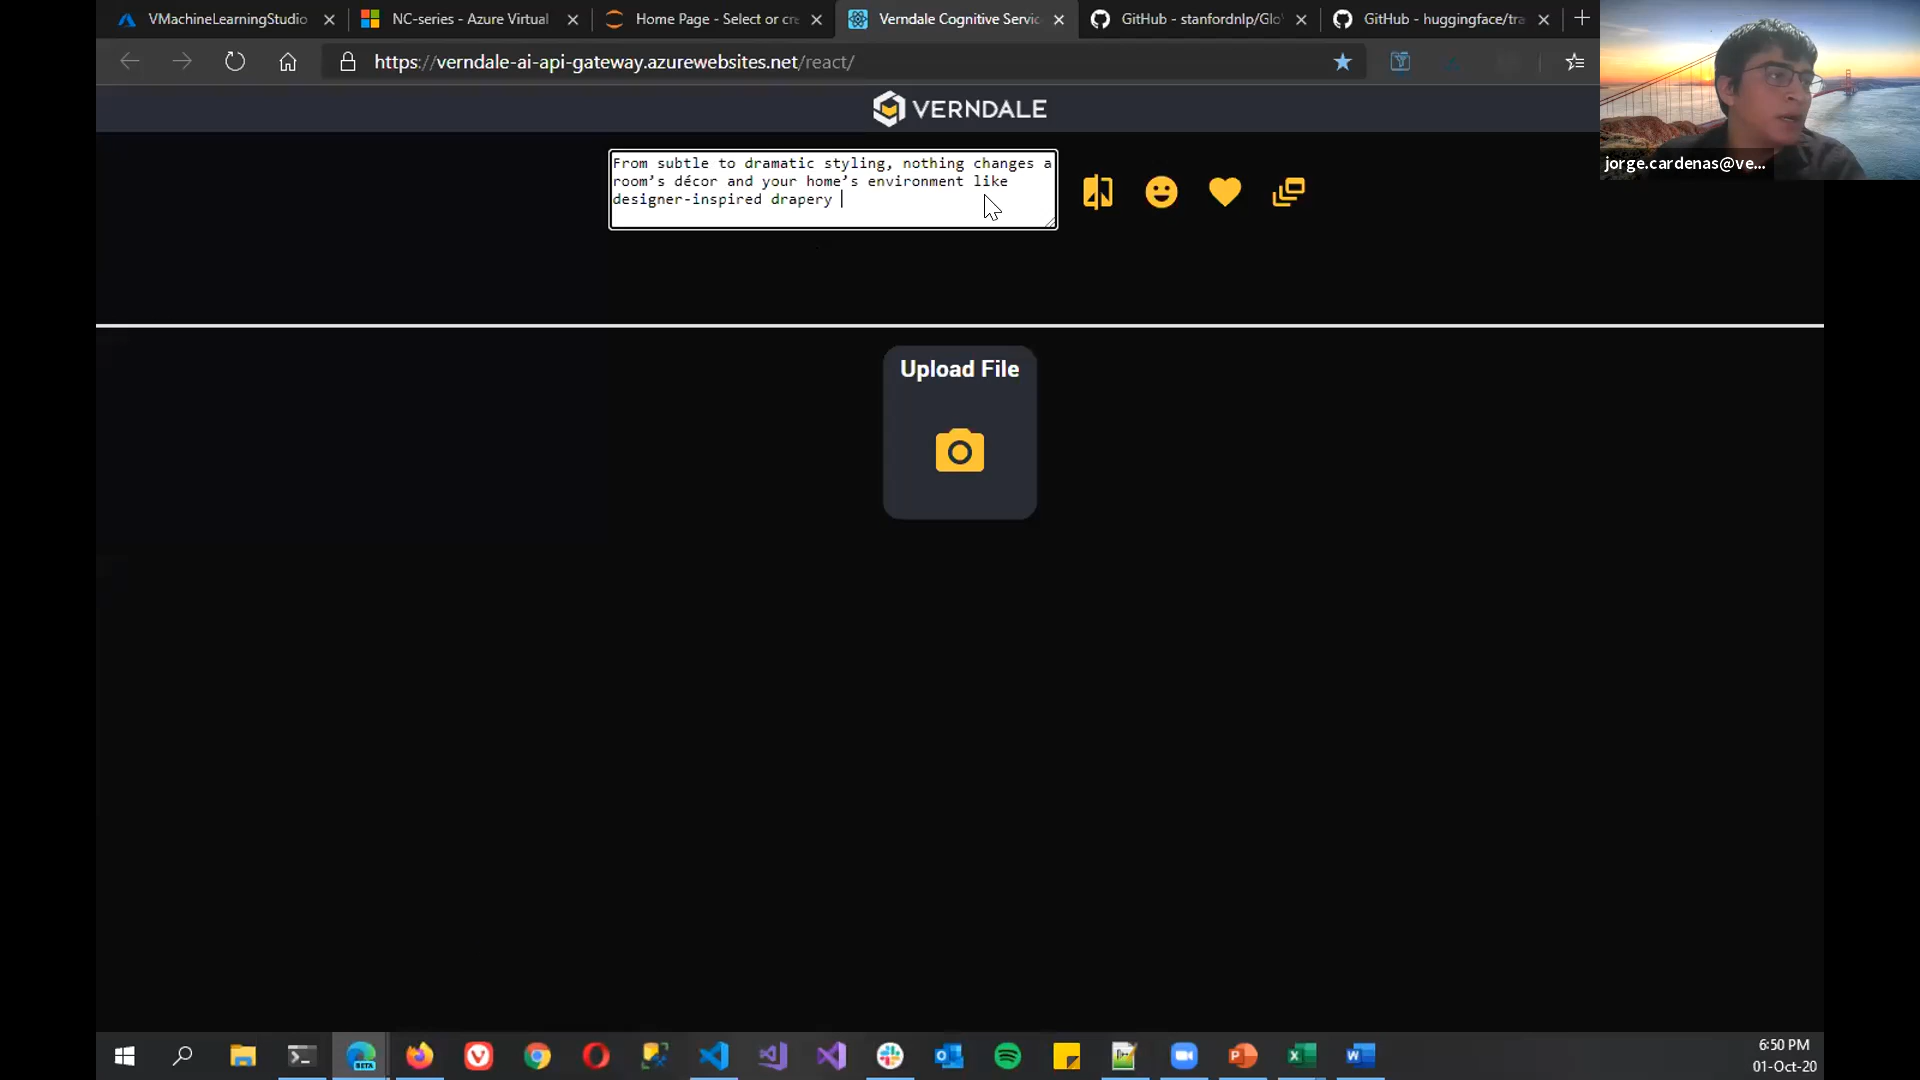 VMachineLearningStudio
NC-series - Azure Virtual
Home Page - Select or cre
Verndale Cognitive Servic
GitHub - stanfordnlp/Glo
GitHub - huggingface/tra
https://verndale-ai-api-gateway.azurewebsites.net/react/
VERNDALE
jorge.cardenas@ve...
From subtle to dramatic styling, nothing changes a
room’s décor and your home’s environment like
designer-inspired drapery
Upload File
BETA
6:50 PM
01-Oct-20